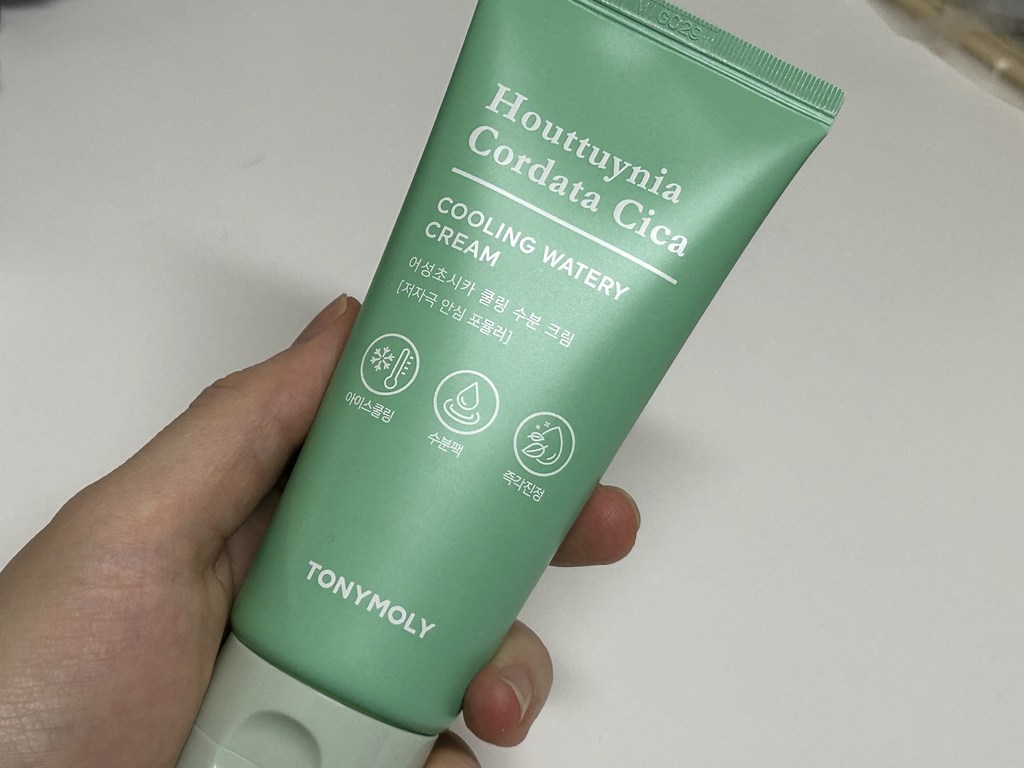 Houttuynia
Cordata Cica
COOLING WATERY
CREAM
어성초시카 쿨링 수분 크림
[저자극 안심 포뮬러]
아이스쿨링
수분팩
즉각진정
TONYMOLY